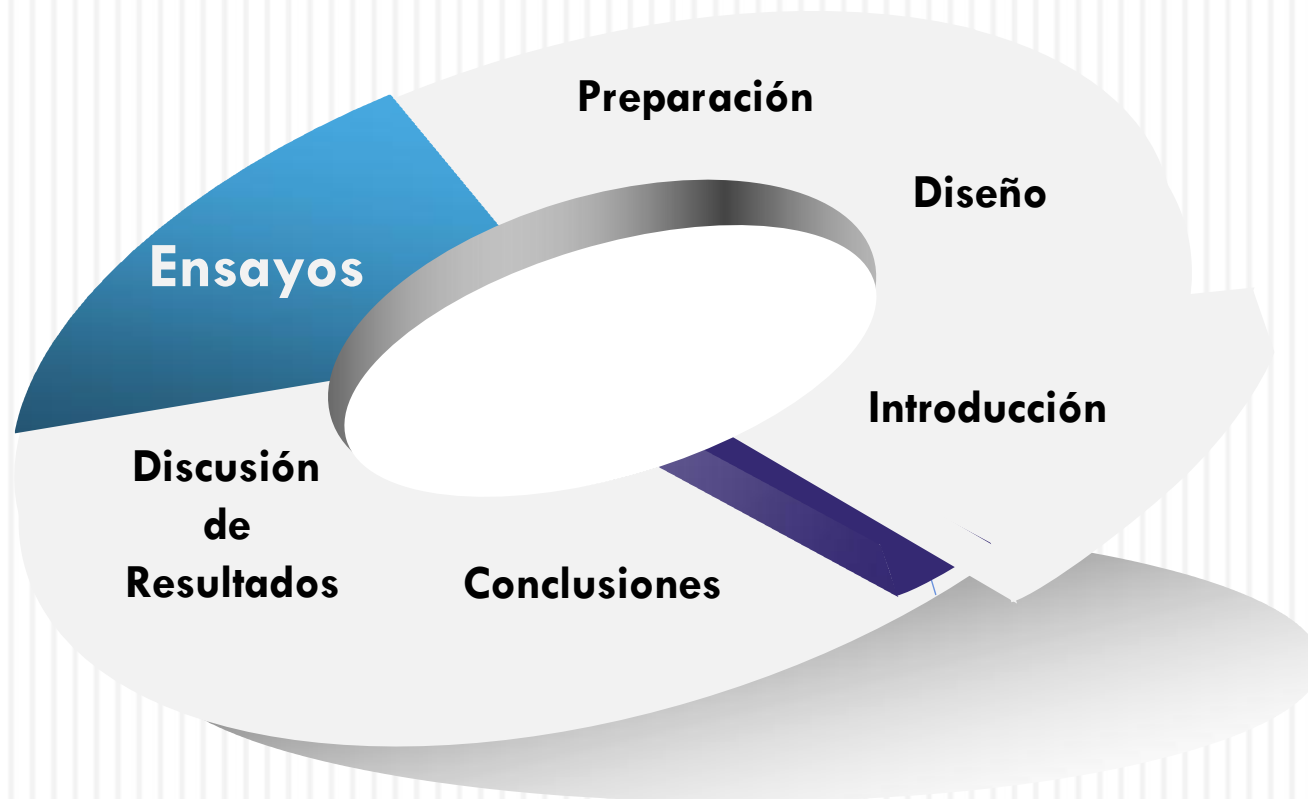 Preparación
Diseño
Ensayos
Introducción
Discusión
de
Resultados
Conclusiones